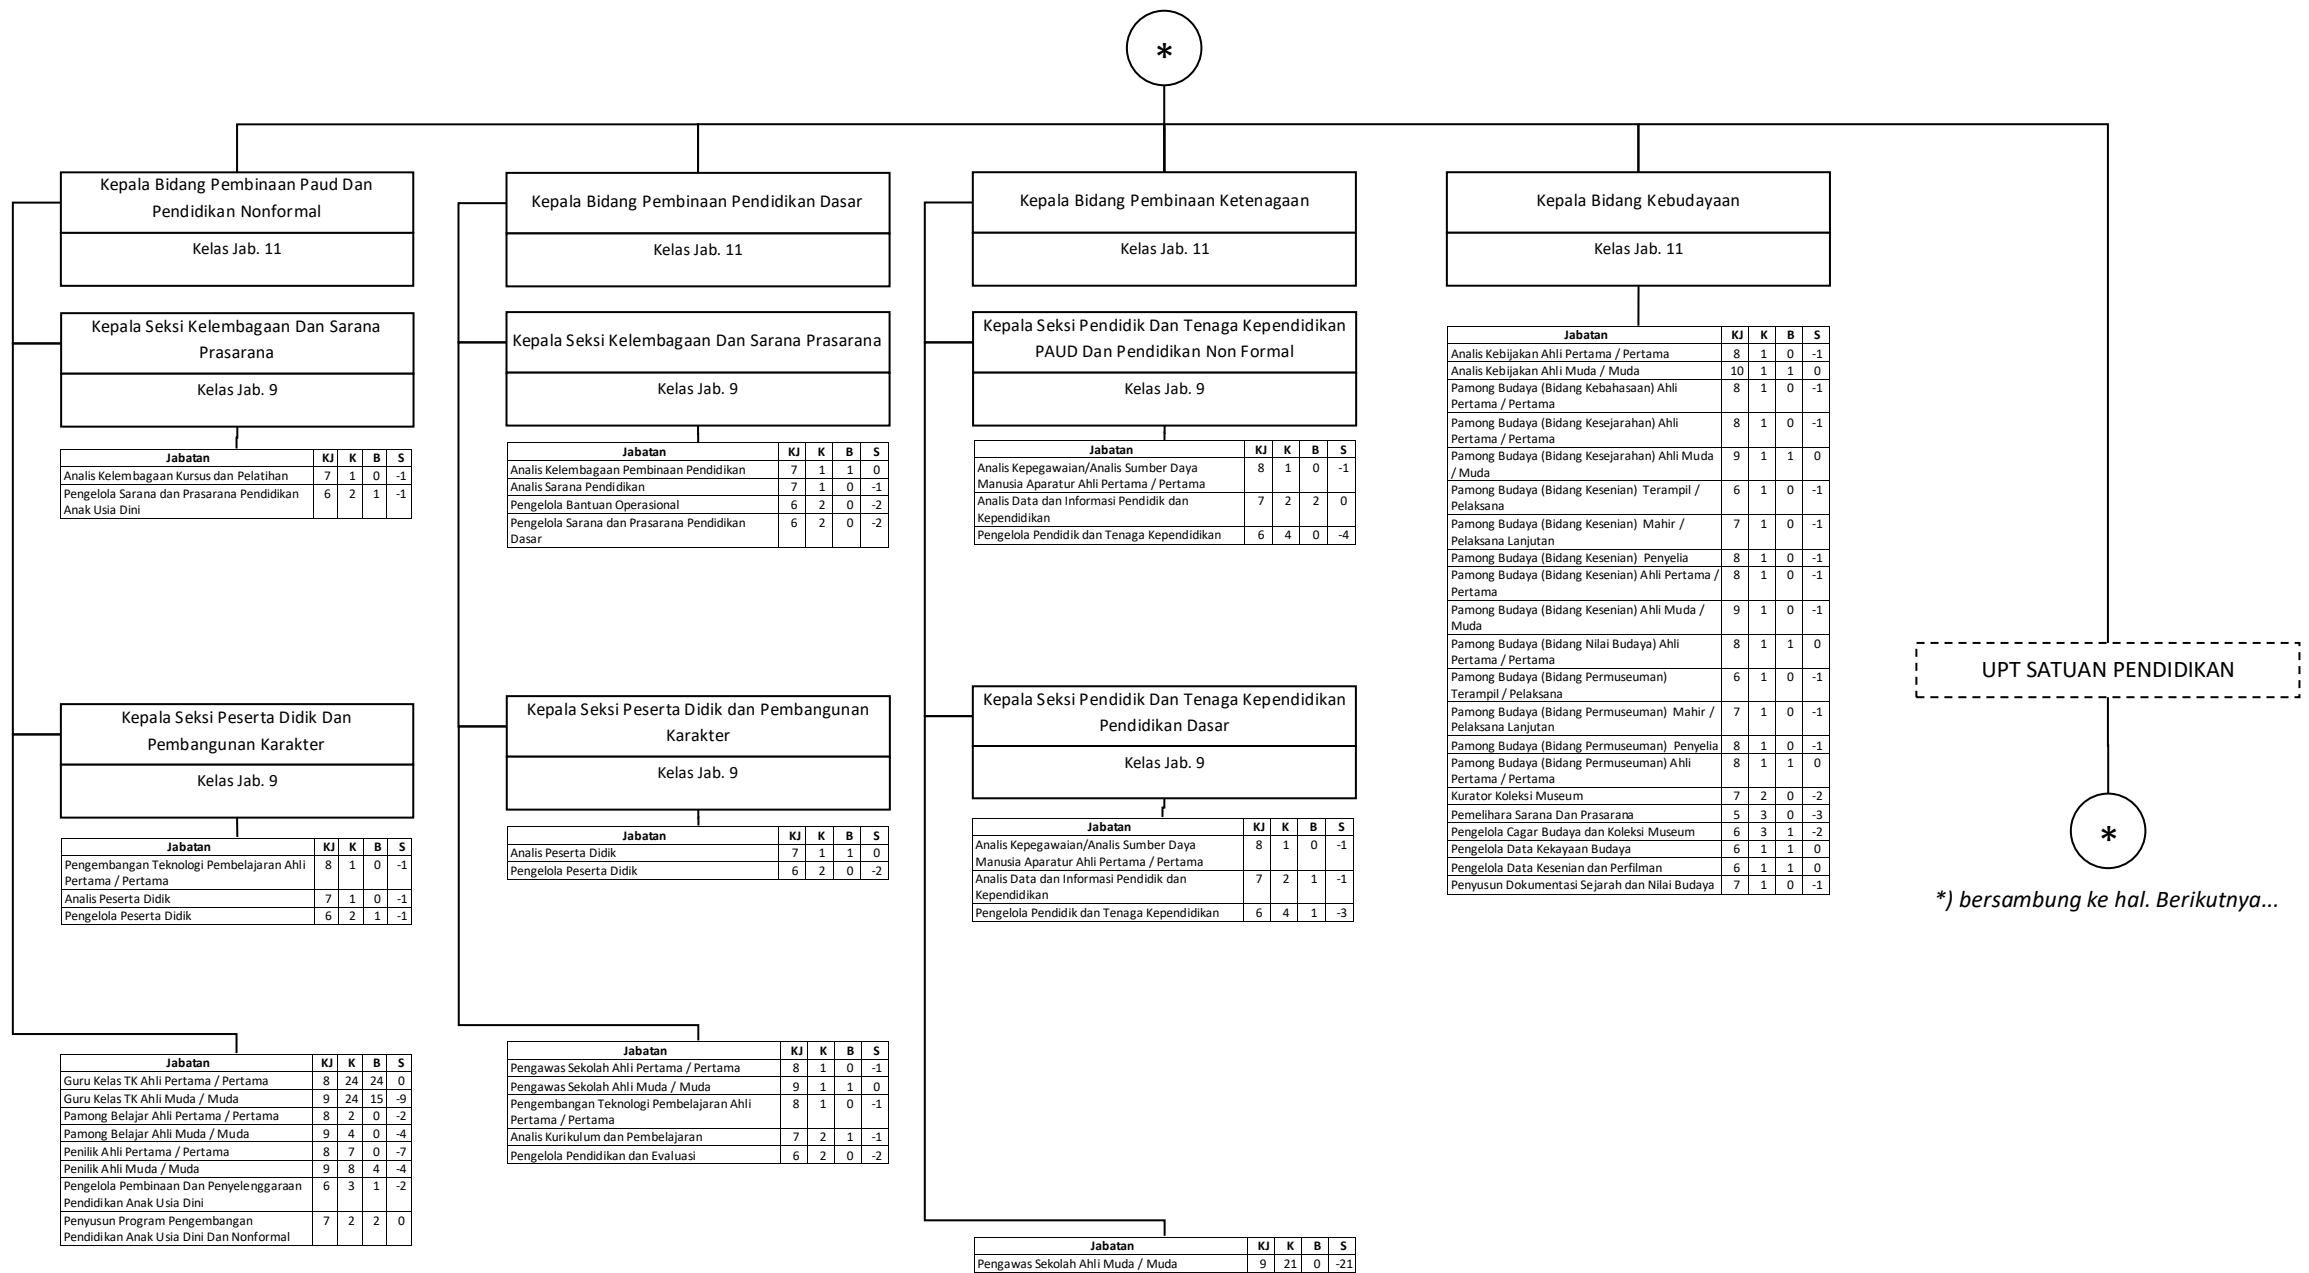 *
Kepala Bidang Pembinaan Paud Dan
Pendidikan Nonformal
Kelas Jab. 11
Kepala Seksi Kelembagaan Dan Sarana
Prasarana
Kelas Jab. 9
Jabatan KJ K B S
Analis Kelembagaan Kursus dan Pelatihan 7 1 0 -1
Pengelola Sarana dan Prasarana Pendidikan 6 2 1 -1
Anak Usia Dini
Kepala Seksi Peserta Didik Dan
Pembangunan Karakter
Kelas Jab. 9
Jabatan KJ K B S
Pengembangan Teknologi Pembelajaran Ahli 8 1 0 -1
Pertama / Pertama
Analis Peserta Didik 7 1 0 -1
Pengelola Peserta Didik 6 2 1 -1
Jabatan KJ K B S
Guru Kelas TK Ahli Pertama / Pertama 8 24 24 0
Guru Kelas TK Ahli Muda / Muda 9 24 15 -9
Pamong Belajar Ahli Pertama / Pertama 8 2 0 -2
Pamong Belajar Ahli Muda / Muda 9 4 0 -4
Penilik Ahli Pertama / Pertama 8 7 0 -7
Penilik Ahli Muda / Muda 9 8 4 -4
Pengelola Pembinaan Dan Penyelenggaraan 6 3 1 -2
Pendidikan Anak Usia Dini
Penyusun Program Pengembangan 7 2 2 0
Pendidikan Anak Usia Dini Dan Nonformal
Kepala Bidang Pembinaan Pendidikan Dasar
Kelas Jab. 11
Kepala Seksi Kelembagaan Dan Sarana Prasarana
Kelas Jab. 9
Jabatan KJ K B S
Analis Kelembagaan Pembinaan Pendidikan 7 1 1 0
Analis Sarana Pendidikan 7 1 0 -1
Pengelola Bantuan Operasional 6 2 0 -2
Pengelola Sarana dan Prasarana Pendidikan 6 2 0 -2
Dasar
Kepala Seksi Peserta Didik dan Pembangunan
Karakter
Kelas Jab. 9
Jabatan KJ K B S
Analis Peserta Didik 7 1 1 0
Pengelola Peserta Didik 6 2 0 -2
Jabatan KJ K B S
Pengawas Sekolah Ahli Pertama / Pertama 8 1 0 -1
Pengawas Sekolah Ahli Muda / Muda 9 1 1 0
Pengembangan Teknologi Pembelajaran Ahli 8 1 0 -1
Pertama / Pertama
Analis Kurikulum dan Pembelajaran 7 2 1 -1
Pengelola Pendidikan dan Evaluasi 6 2 0 -2
Kepala Bidang Pembinaan Ketenagaan
Kelas Jab. 11
Kepala Seksi Pendidik Dan Tenaga Kependidikan
PAUD Dan Pendidikan Non Formal
Kelas Jab. 9
Jabatan KJ K B S
Analis Kepegawaian/Analis Sumber Daya 8 1 0 -1
Manusia Aparatur Ahli Pertama / Pertama
Analis Data dan Informasi Pendidik dan 7 2 2 0
Kependidikan
Pengelola Pendidik dan Tenaga Kependidikan 6 4 0 -4
Kepala Seksi Pendidik Dan Tenaga Kependidikan
Pendidikan Dasar
Kelas Jab. 9
Jabatan KJ K B S
Analis Kepegawaian/Analis Sumber Daya 8 1 0 -1
Manusia Aparatur Ahli Pertama / Pertama
Analis Data dan Informasi Pendidik dan 7 2 1 -1
Kependidikan
Pengelola Pendidik dan Tenaga Kependidikan 6 4 1 -3
Jabatan KJ K B S
Pengawas Sekolah Ahli Muda / Muda 9 21 0 -21
Kepala Bidang Kebudayaan
Kelas Jab. 11
Jabatan KJ K B S
Analis Kebijakan Ahli Pertama / Pertama 8 1 0 -1
Analis Kebijakan Ahli Muda / Muda 10 1 1 0
Pamong Budaya (Bidang Kebahasaan) Ahli 8 1 0 -1
Pertama / Pertama
Pamong Budaya (Bidang Kesejarahan) Ahli 8 1 0 -1
Pertama / Pertama
Pamong Budaya (Bidang Kesejarahan) Ahli Muda 9 1 1 0
/ Muda
Pamong Budaya (Bidang Kesenian) Terampil / 6 1 0 -1
Pelaksana
Pamong Budaya (Bidang Kesenian) Mahir / 7 1 0 -1
Pelaksana Lanjutan
Pamong Budaya (Bidang Kesenian) Penyelia 8 1 0 -1
Pamong Budaya (Bidang Kesenian) Ahli Pertama / 8 1 0 -1
Pertama
Pamong Budaya (Bidang Kesenian) Ahli Muda / 9 1 0 -1
Muda
Pamong Budaya (Bidang Nilai Budaya) Ahli 8 1 1 0
Pertama / Pertama
Pamong Budaya (Bidang Permuseuman) 6 1 0 -1
Terampil / Pelaksana
Pamong Budaya (Bidang Permuseuman) Mahir / 7 1 0 -1
Pelaksana Lanjutan
Pamong Budaya (Bidang Permuseuman) Penyelia 8 1 0 -1
Pamong Budaya (Bidang Permuseuman) Ahli 8 1 1 0
Pertama / Pertama
Kurator Koleksi Museum 7 2 0 -2
Pemelihara Sarana Dan Prasarana 5 3 0 -3
Pengelola Cagar Budaya dan Koleksi Museum 6 3 1 -2
Pengelola Data Kekayaan Budaya 6 1 1 0
Pengelola Data Kesenian dan Perfilman 6 1 1 0
Penyusun Dokumentasi Sejarah dan Nilai Budaya 7 1 0 -1
UPT SATUAN PENDIDIKAN
*
*) bersambung ke hal. Berikutnya...